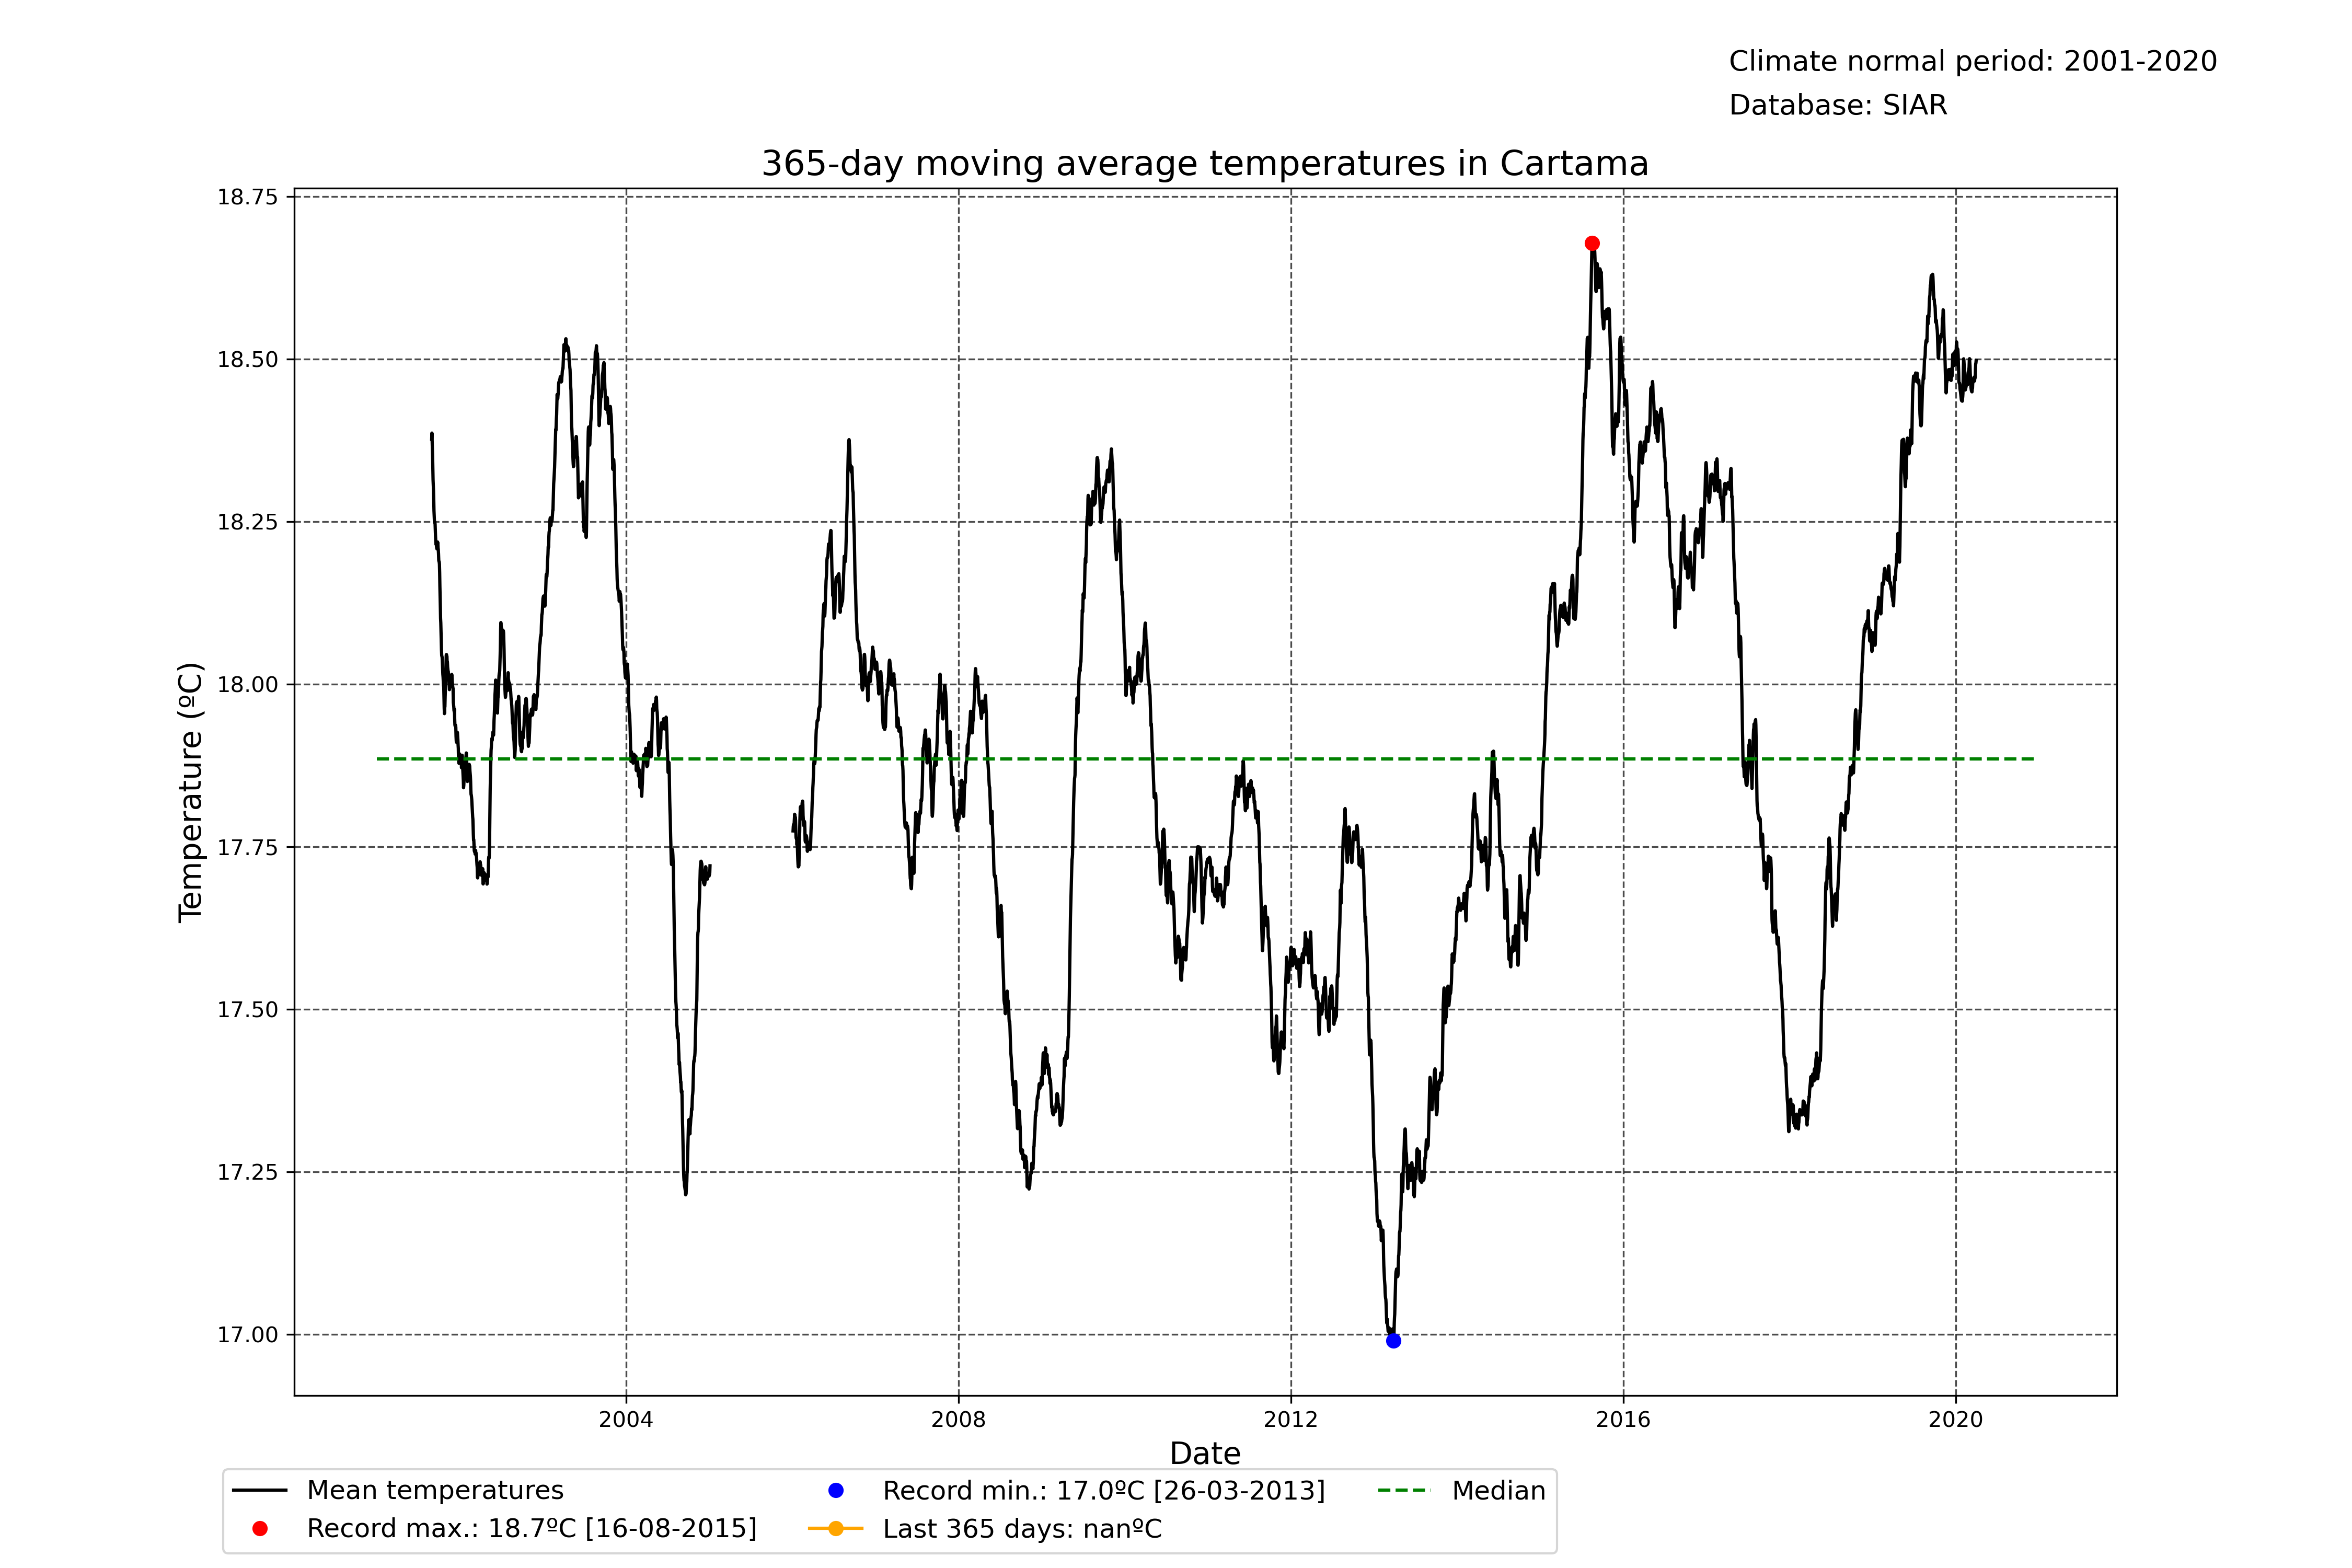 Climate normal period: 2001-2020
Database: SIAR
365-day moving average temperatures in Cartama
18.75
18.50
18.25
18.00
17.75
17.50
17.25
17.00
Temperature (ºC)
2004 2008 2012 2016 2020
Date
Mean temperatures
Record max.: 18.7ºC [16-08-2015]
Record min.: 17.0ºC [26-03-2013]
Last 365 days: nanºC
Median